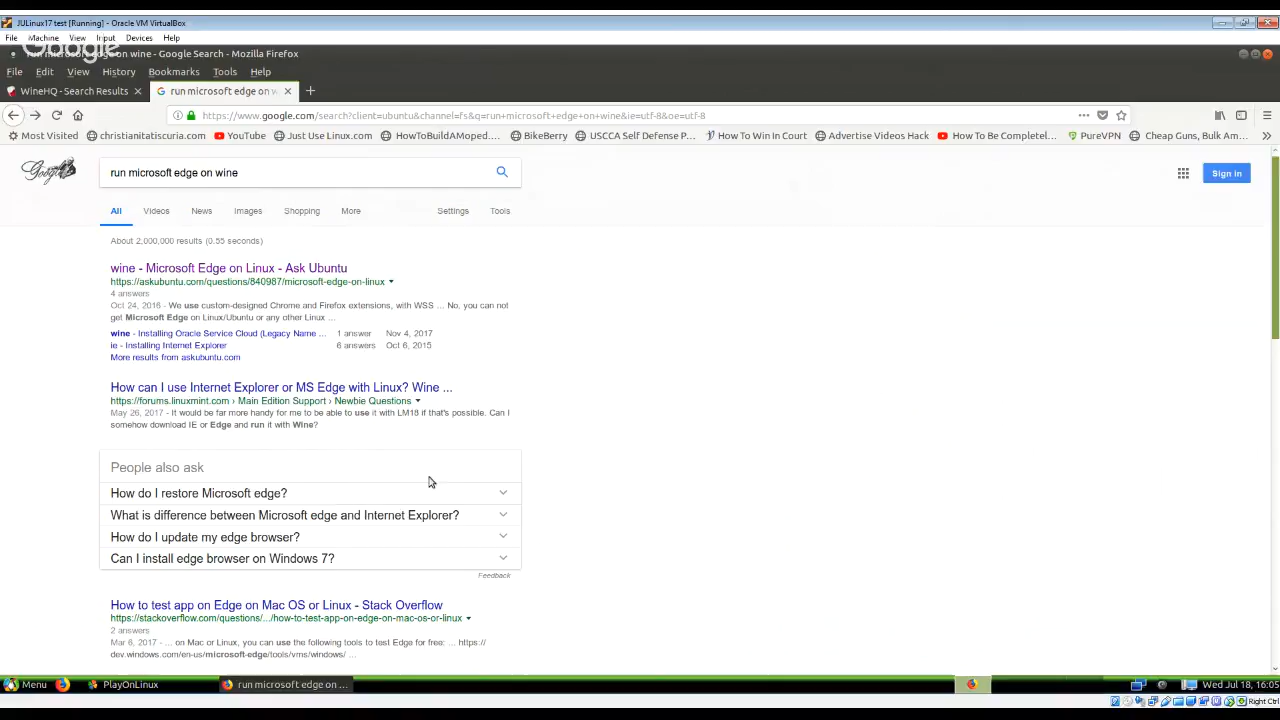 JULinux17 test [Running] - Oracle VM VirtualBox
File Machine View Input Devices Help
Google
run microsoft edge on wine - Google Search - Mozilla Firefox
File Edit View History Bookmarks Tools Help
WineHQ - Search Results
run microsoft edge on w
https://www.google.com/search?client=ubuntu&channel=fs&q=run+microsoft+edge+on+wine&ie=utf-8&oe=utf-8
Most Visited christianitatiscuria.com YouTube Just Use Linux.com HowToBuildAMoped.... BikeBerry USCCA Self Defense P... How To Win In Court Advertise Videos Hack How To Be Completel... PurePVPN Cheap Guns, Bulk Am...
Google
run microsoft edge on wine
Sign in
All Videos News Images Shopping More Settings Tools
About 2,000,000 results (0.55 seconds)
wine - Microsoft Edge on Linux - Ask Ubuntu
https://askubuntu.com/questions/840987/microsoft-edge-on-linux
4 answers
Oct 24, 2016 - We use custom-designed Chrome and Firefox extensions, with WSS ... No, you can not
get Microsoft Edge on Linux/Ubuntu or any other Linux ...
wine - Installing Oracle Service Cloud (Legacy Name ... 1 answer Nov 4, 2017
ie - Installing Internet Explorer 6 answers Oct 6, 2015
More results from askubuntu.com
How can I use Internet Explorer or MS Edge with Linux? Wine ...
https://forums.linuxmint.com › Main Edition Support › Newbie Questions
May 26, 2017 - It would be far more handy for me to be able to use it with LM18 if that's possible. Can I
somehow download IE or Edge and run it with Wine?
People also ask
How do I restore Microsoft edge?
What is difference between Microsoft edge and Internet Explorer?
How do I update my edge browser?
Can I install edge browser on Windows 7?
Feedback
How to test app on Edge on Mac OS or Linux - Stack Overflow
https://stackoverflow.com/questions/.../how-to-test-app-on-edge-on-mac-os-or-linux
2 answers
Mar 6, 2017 - ... on Mac or Linux, you can use the following tools to test Edge for free: ... https://
dev.windows.com/en-us/microsoft-edge/tools/vms/windows/ ...
Menu PlayOnLinux run microsoft edge on ... Wed Jul 18, 16:05
Right Ctrl